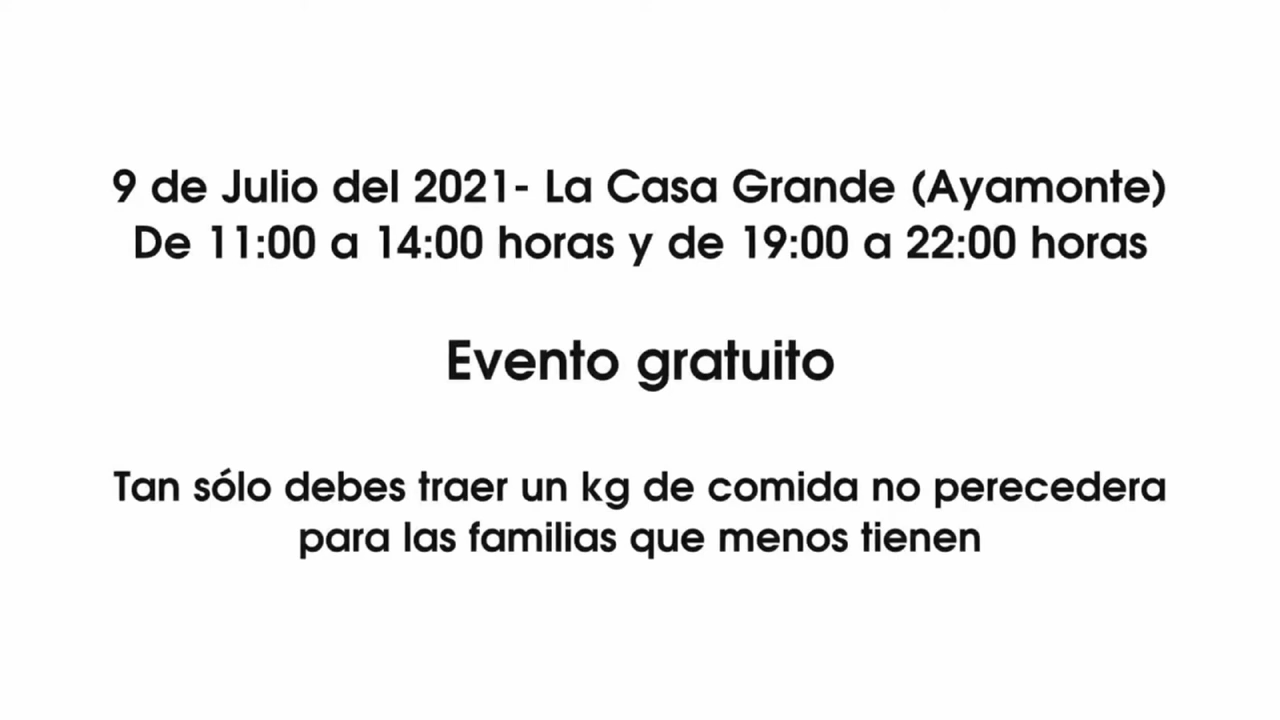 9 de Julio del 2021- La Casa Grande (Ayamonte)
De 11:00 a 14:00 horas y de 19:00 a 22:00 horas
Evento gratuito
Tan sólo debes traer un kg de comida no perecedera
para las familias que menos tienen